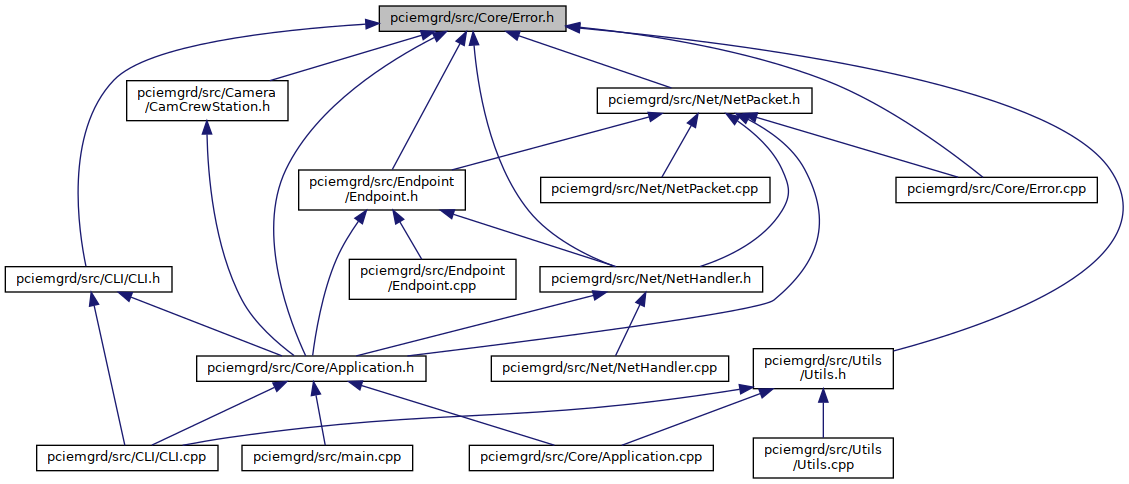 pciemgrd/src/Core/Error.h
pciemgrd/src/Camera
/CamCrewStation.h
pciemgrd/src/Net/NetPacket.h
pciemgrd/src/Endpoint
/Endpoint.h
pciemgrd/src/Net/NetPacket.cpp
pciemgrd/src/Core/Error.cpp
pciemgrd/src/CLI/CLI.h
pciemgrd/src/Endpoint
/Endpoint.cpp
pciemgrd/src/Net/NetHandler.h
pciemgrd/src/Core/Application.h
pciemgrd/src/Net/NetHandler.cpp
pciemgrd/src/Utils
/Utils.h
pciemgrd/src/CLI/CLI.cpp
pciemgrd/src/main.cpp
pciemgrd/src/Core/Application.cpp
pciemgrd/src/Utils
/Utils.cpp